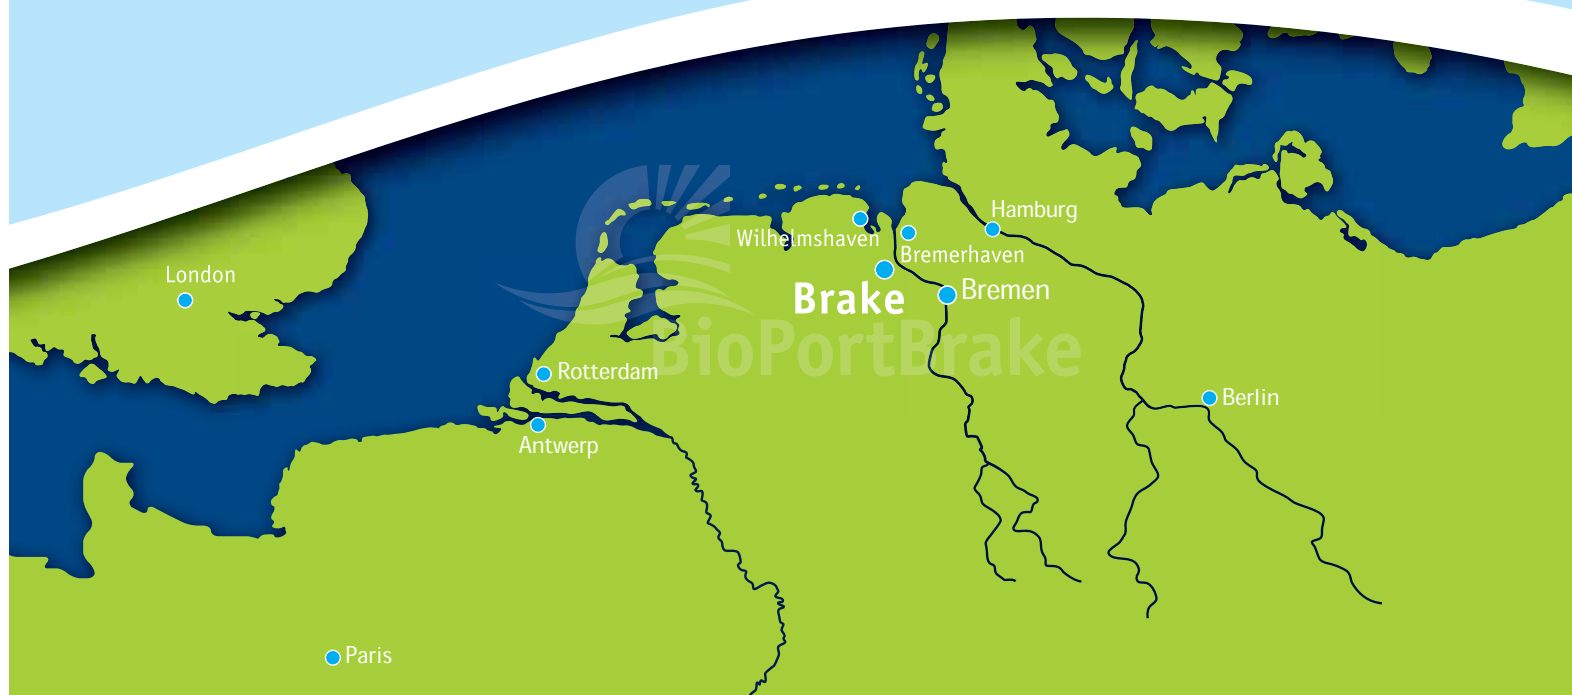 Hamburg
Wilhelmshaven
Bremerhaven
London
Brake
Bremen
BioPortBrake
Rotterdam
Berlin
Antwerp
Paris